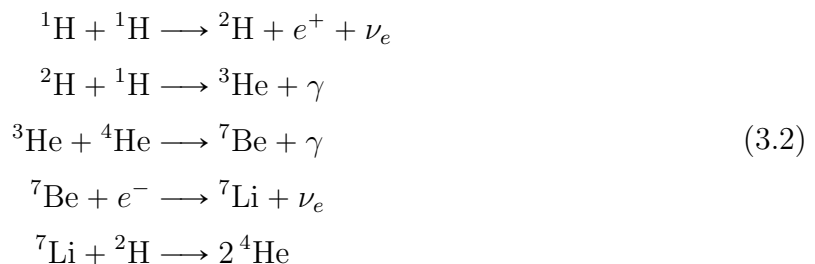 ¹H + ¹H ⟶ ²H + e⁺ + νₑ
²H + ¹H ⟶ ³He + γ
³He + ⁴He ⟶ ⁷Be + γ (3.2)
⁷Be + e⁻ ⟶ ⁷Li + νₑ
⁷Li + ²H ⟶ 2 ⁴He